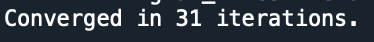 Converged in 31 iterations.